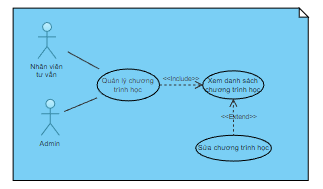 Nhân viên
tư vấn
Quản lý chương
trình học
<<Include>>
Xem danh sách
chương trình học
<<Extend>>
Admin
Sửa chương trình học